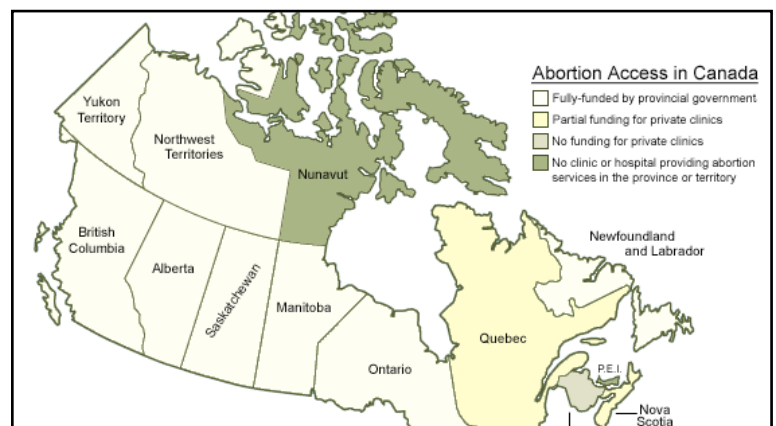 Abortion Access in Canada
Fully-funded by provincial government
Partial funding for private clinics
No funding for private clinics
No clinic or hospital providing abortion
services in the province or territory
Yukon
Territory
Northwest
Territories
Nunavut
British
Columbia
Alberta
Saskatchewan
Manitoba
Ontario
Quebec
Newfoundland
and Labrador
P.E.I.
Nova
Scotia